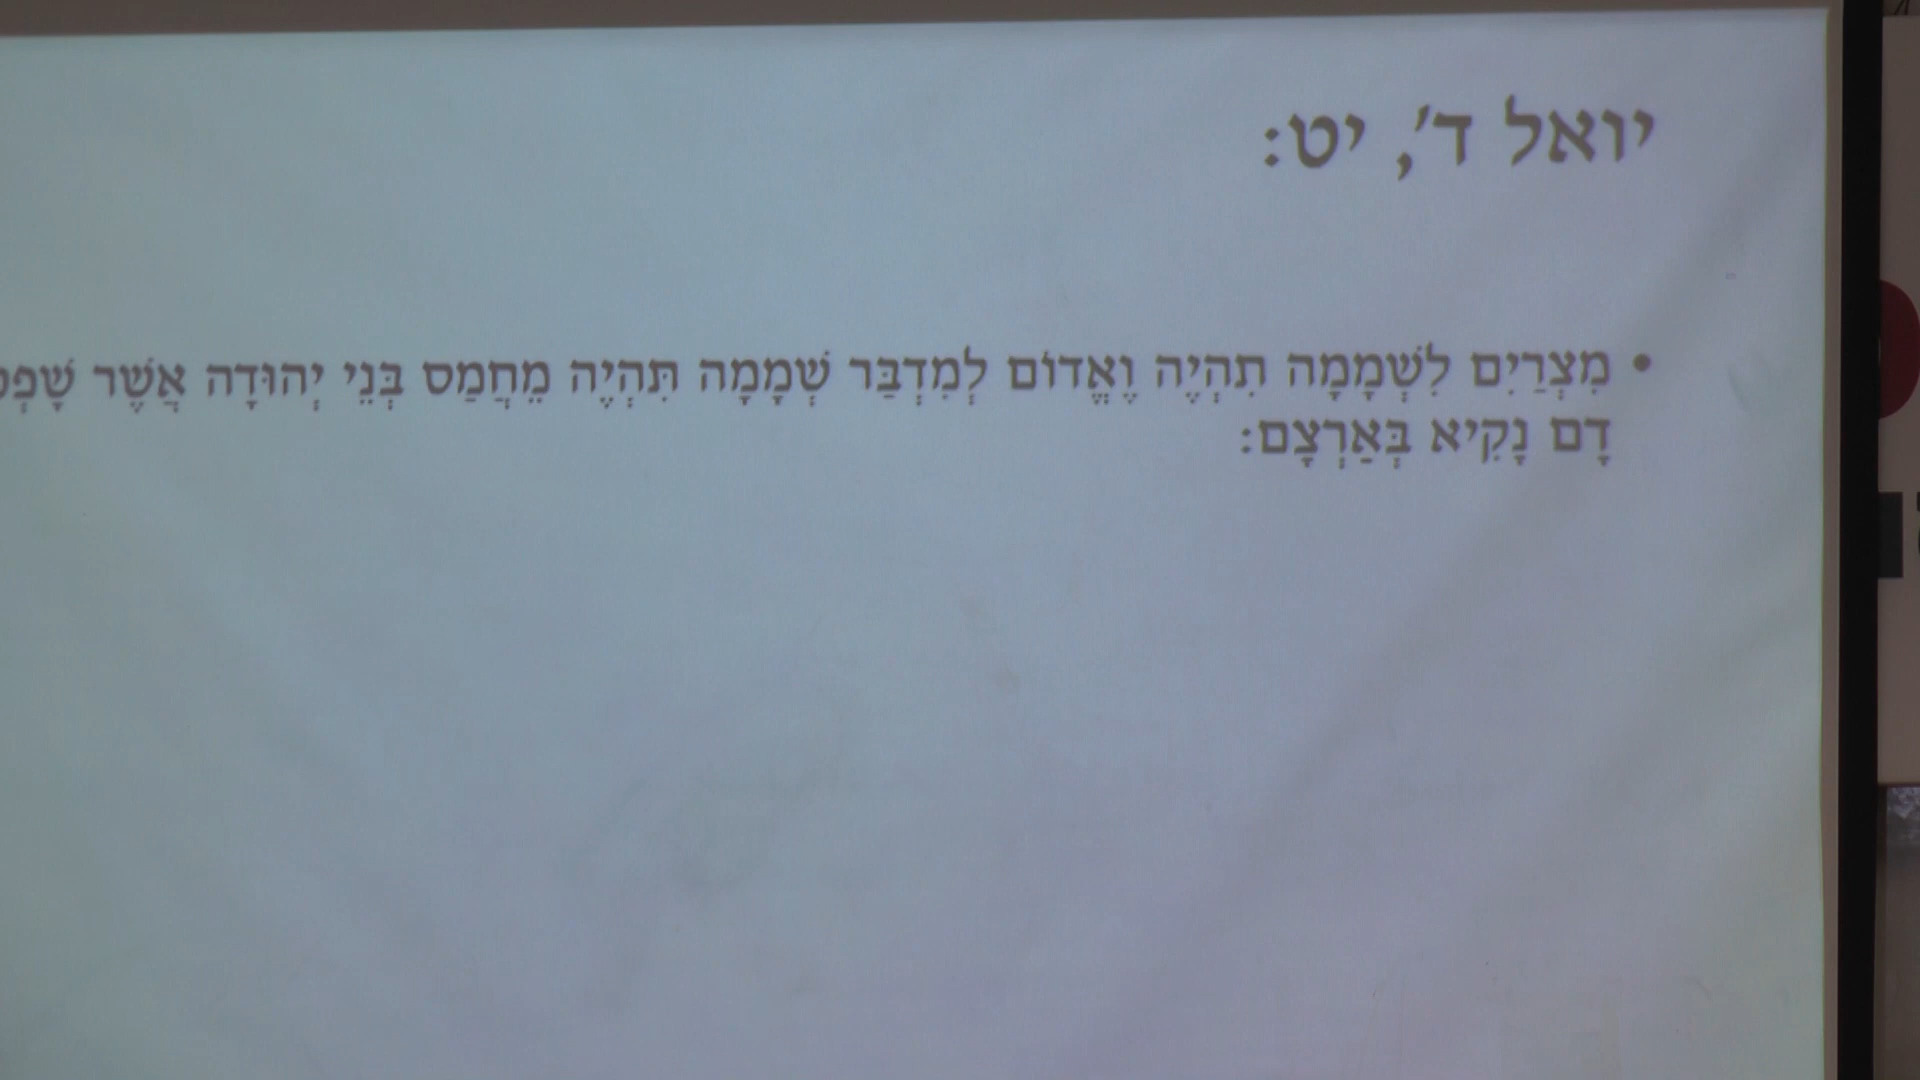 יואל ד', יט:
• מִצְרַיִם לִשְׁמָמָה תִהְיֶה וֶאֱדוֹם לְמִדְבַּר שְׁמָמָה תִּהְיֶה מֵחֲמַס בְּנֵי יְהוּדָה אֲשֶׁר
דָם נָקִיא בְּאַרְצָם: